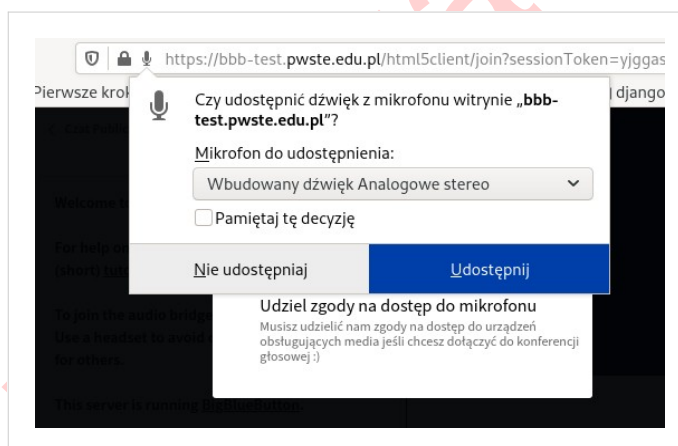 https://bbb-test.pwste.edu.pl/html5client/join?sessionToken=yjggas
Pierwsze krok
django
Czy udostępnić dźwięk z mikrofonu witrynie „bbb-
test.pwste.edu.pl”?
Mikrofon do udostępnienia:
Wbudowany dźwięk Analogowe stereo
Pamiętaj tę decyzję
Nie udostępniaj
Udostępnij
Welcome to
For help on
(short) tuto
To join the audio bridge
Use a headset to avoid
for others.
This server is running BigBlueButton.
Udziel zgody na dostęp do mikrofonu
Musisz udzielić nam zgody na dostęp do urządzeń
obsługujących media jeśli chcesz dołączyć do konferencji
głosowej :)